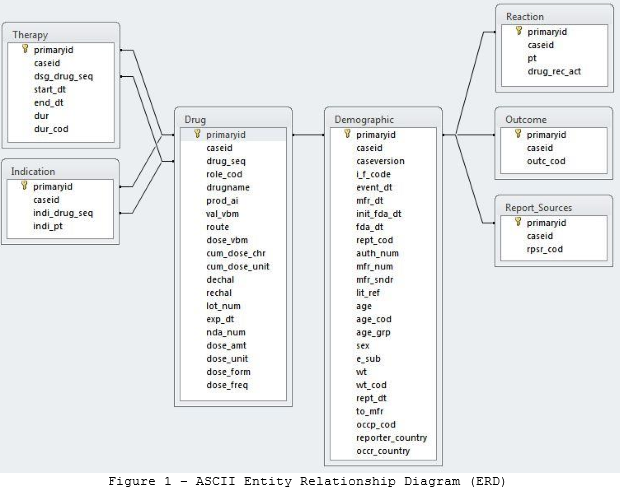 Therapy
primaryid
caseid
dsg_drug_seq
start_dt
end_dt
dur
dur_cod
Indication
primaryid
caseid
indi_drug_seq
indi_pt
Drug
primaryid
caseid
drug_seq
role_cod
drugname
prod_ai
val_vbm
route
dose_vbm
cum_dose_chr
cum_dose_unit
dechal
rechal
lot_num
exp_dt
nda_num
dose_amt
dose_unit
dose_form
dose_freq
Demographic
primaryid
caseid
caseversion
i_f_code
event_dt
mfr_dt
init_fda_dt
fda_dt
rept_cod
auth_num
mfr_num
mfr_sndr
lit_ref
age
age_cod
age_grp
sex
e_sub
wt
wt_cod
rept_dt
to_mfr
occp_cod
reporter_country
occr_country
Reaction
primaryid
caseid
pt
drug_rec_act
Outcome
primaryid
caseid
outc_cod
Report_Sources
primaryid
caseid
rpsr_cod
Figure 1 - ASCII Entity Relationship Diagram (ERD)